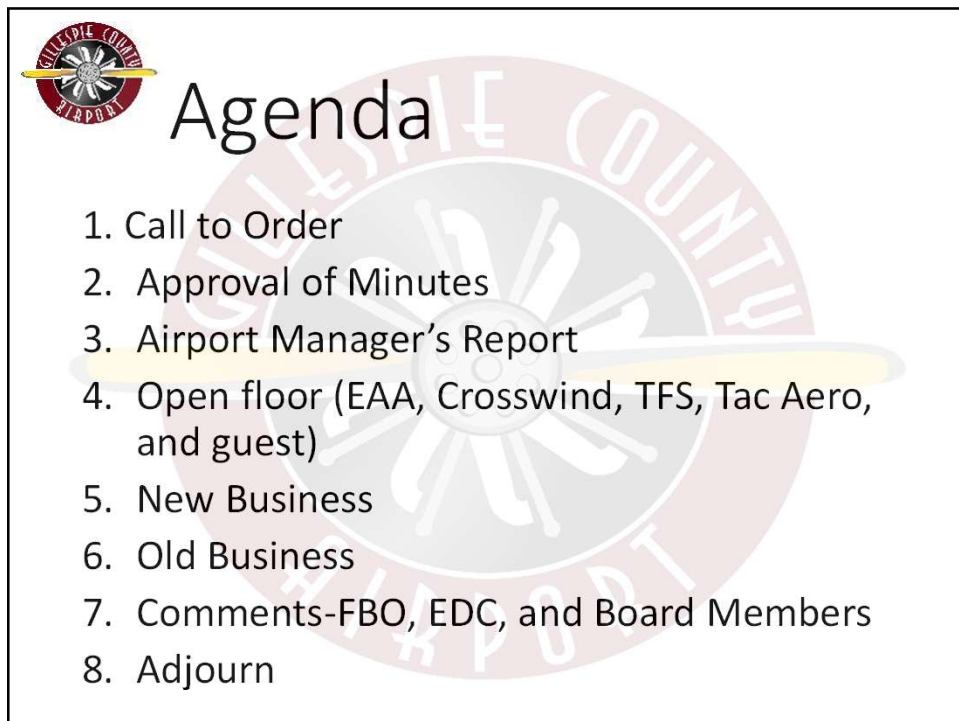 GILLESPIE COUNTY
AIRPORT
Agenda
1. Call to Order
2. Approval of Minutes
3. Airport Manager’s Report
4. Open floor (EAA, Crosswind, TFS, Tac Aero,
and guest)
5. New Business
6. Old Business
7. Comments-FBO, EDC, and Board Members
8. Adjourn
GILLESPIE COUNTY
AIRPORT